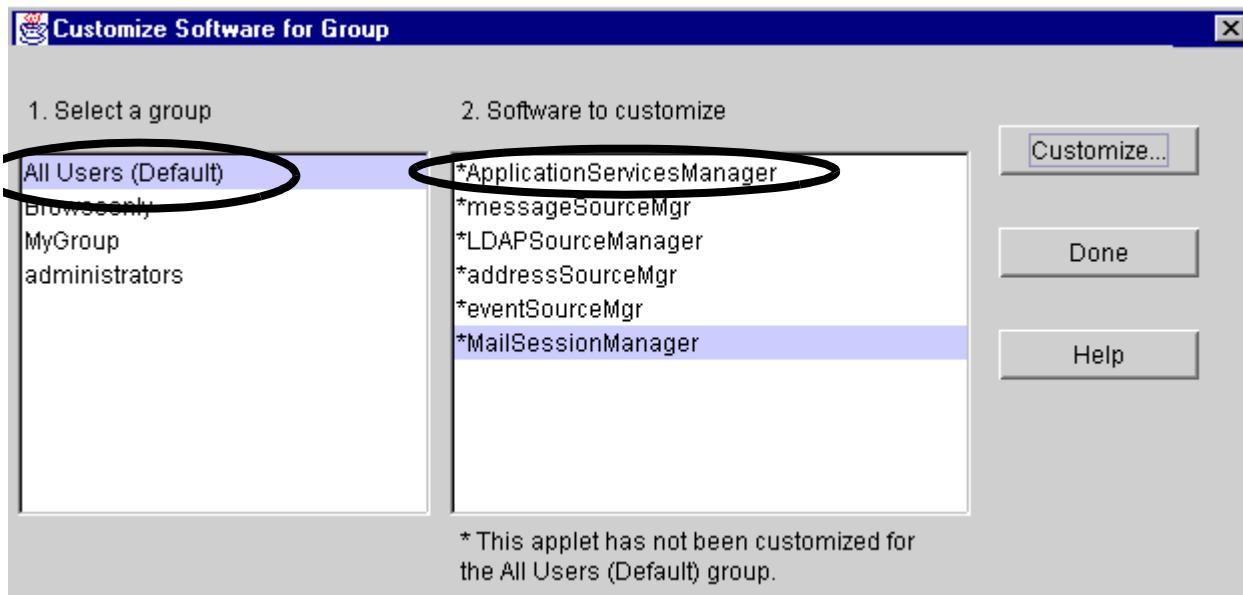 Customize Software for Group
1. Select a group
All Users (Default)
Browseonly
MyGroup
administrators
2. Software to customize
*ApplicationServicesManager
*messageSourceMgr
*LDAPSourceManager
*addressSourceMgr
*eventSourceMgr
*MailSessionManager
* This applet has not been customized for
the All Users (Default) group.
Customize...
Done
Help